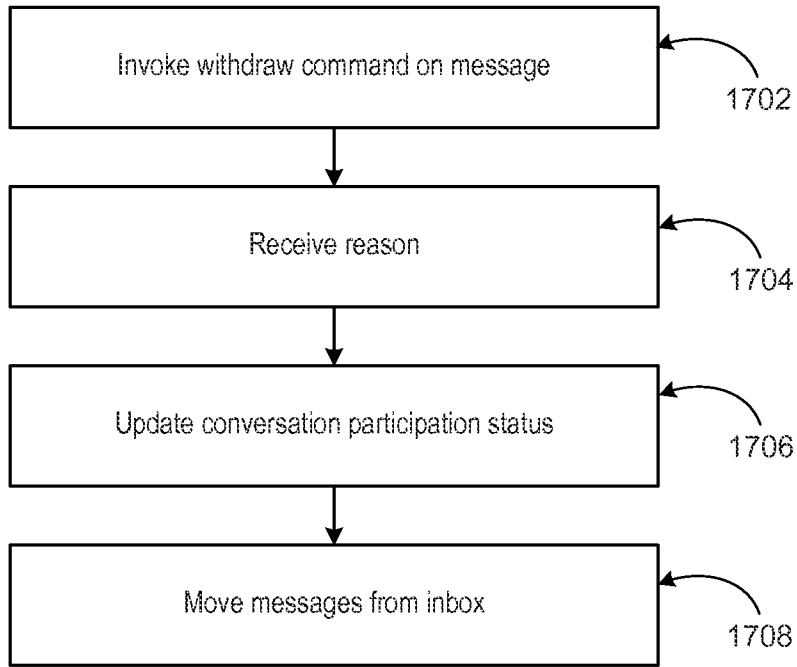 Invoke withdraw command on message
1702
Receive reason
1704
Update conversation participation status
1706
Move messages from inbox
1708